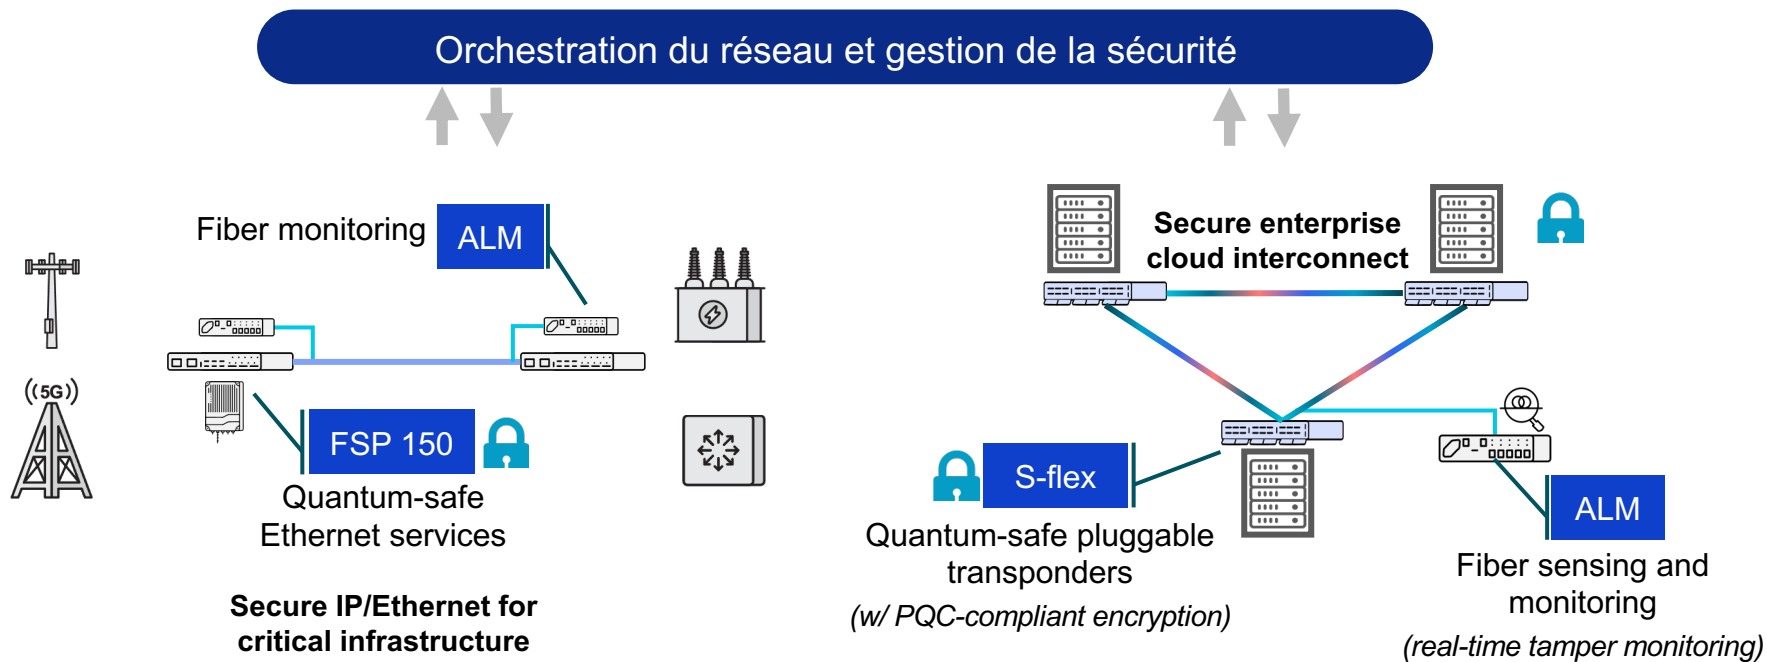 Orchestration du réseau et gestion de la sécurité
Fiber monitoring
ALM
((5G))
FSP 150
Quantum-safe
Ethernet services
Secure IP/Ethernet for
critical infrastructure
Secure enterprise
cloud interconnect
S-flex
Quantum-safe pluggable
transponders
(w/ PQC-compliant encryption)
ALM
Fiber sensing and
monitoring
(real-time tamper monitoring)